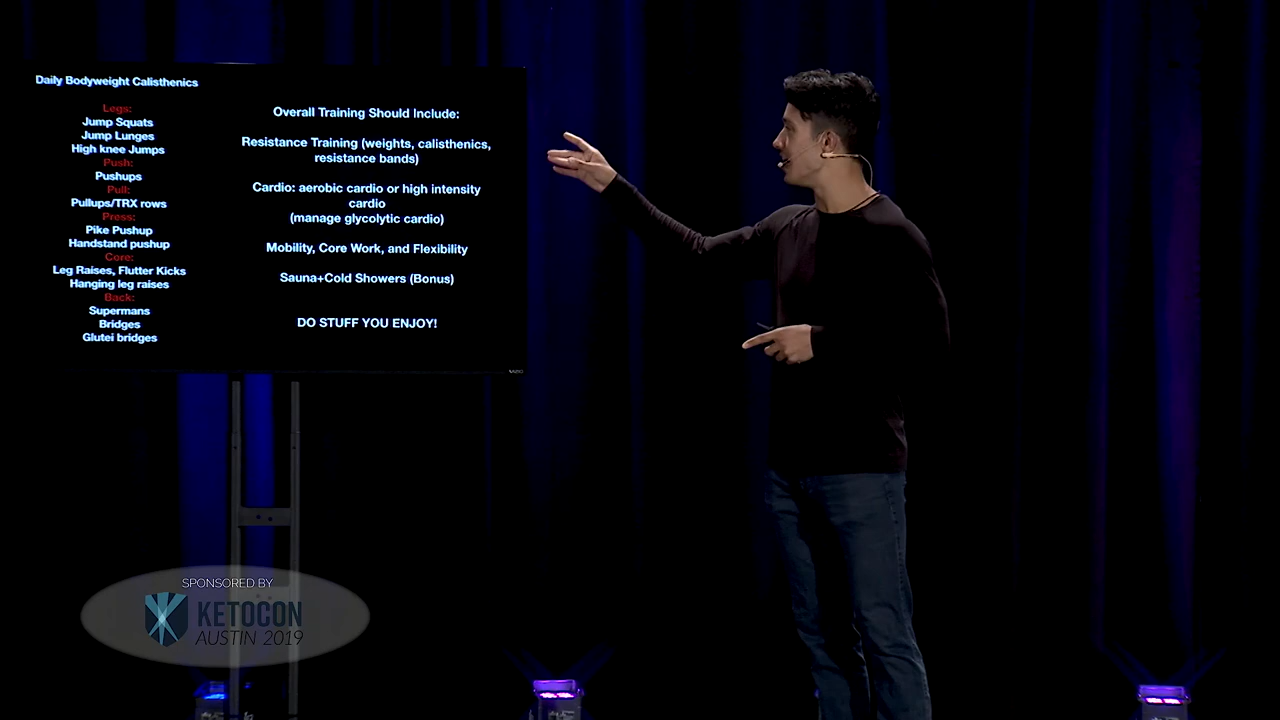 Daily Bodyweight Calisthenics
Legs:
Jump Squats
Jump Lunges
High knee Jumps
Push:
Pushups
Pull:
Pullups/TRX rows
Press:
Pike Pushup
Handstand pushup
Core:
Leg Raises, Flutter Kicks
Hanging leg raises
Back:
Supermans
Bridges
Glutei bridges
Overall Training Should Include:
Resistance Training (weights, calisthenics,
resistance bands)
Cardio: aerobic cardio or high intensity
cardio
(manage glycolytic cardio)
Mobility, Core Work, and Flexibility
Sauna+Cold Showers (Bonus)
DO STUFF YOU ENJOY!
SPONSORED BY
KETOCON
AUSTIN 2019